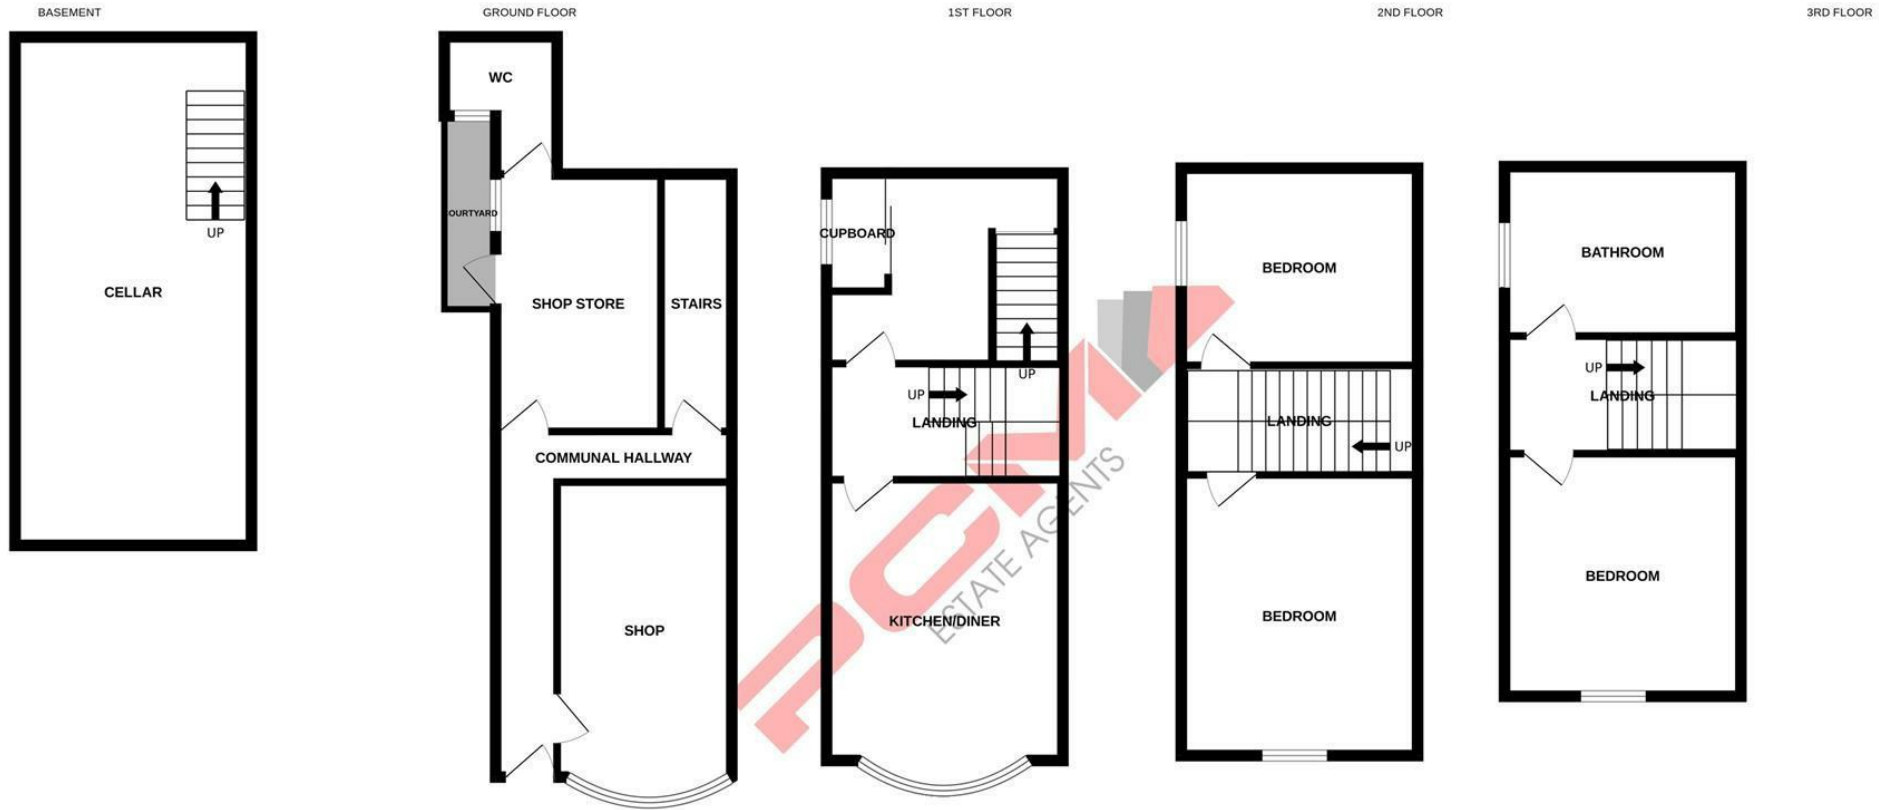 BASEMENT
GROUND FLOOR
1ST FLOOR
2ND FLOOR
3RD FLOOR
UP
CELLAR
WC
OURTYARD
SHOP STORE
STAIRS
COMMUNAL HALLWAY
SHOP
CUPBOARD
UP
UP
LANDING
KITCHEN/DINER
BEDROOM
LANDING
UP
BEDROOM
BATHROOM
UP
LANDING
BEDROOM
PCM
ESTATE AGENTS